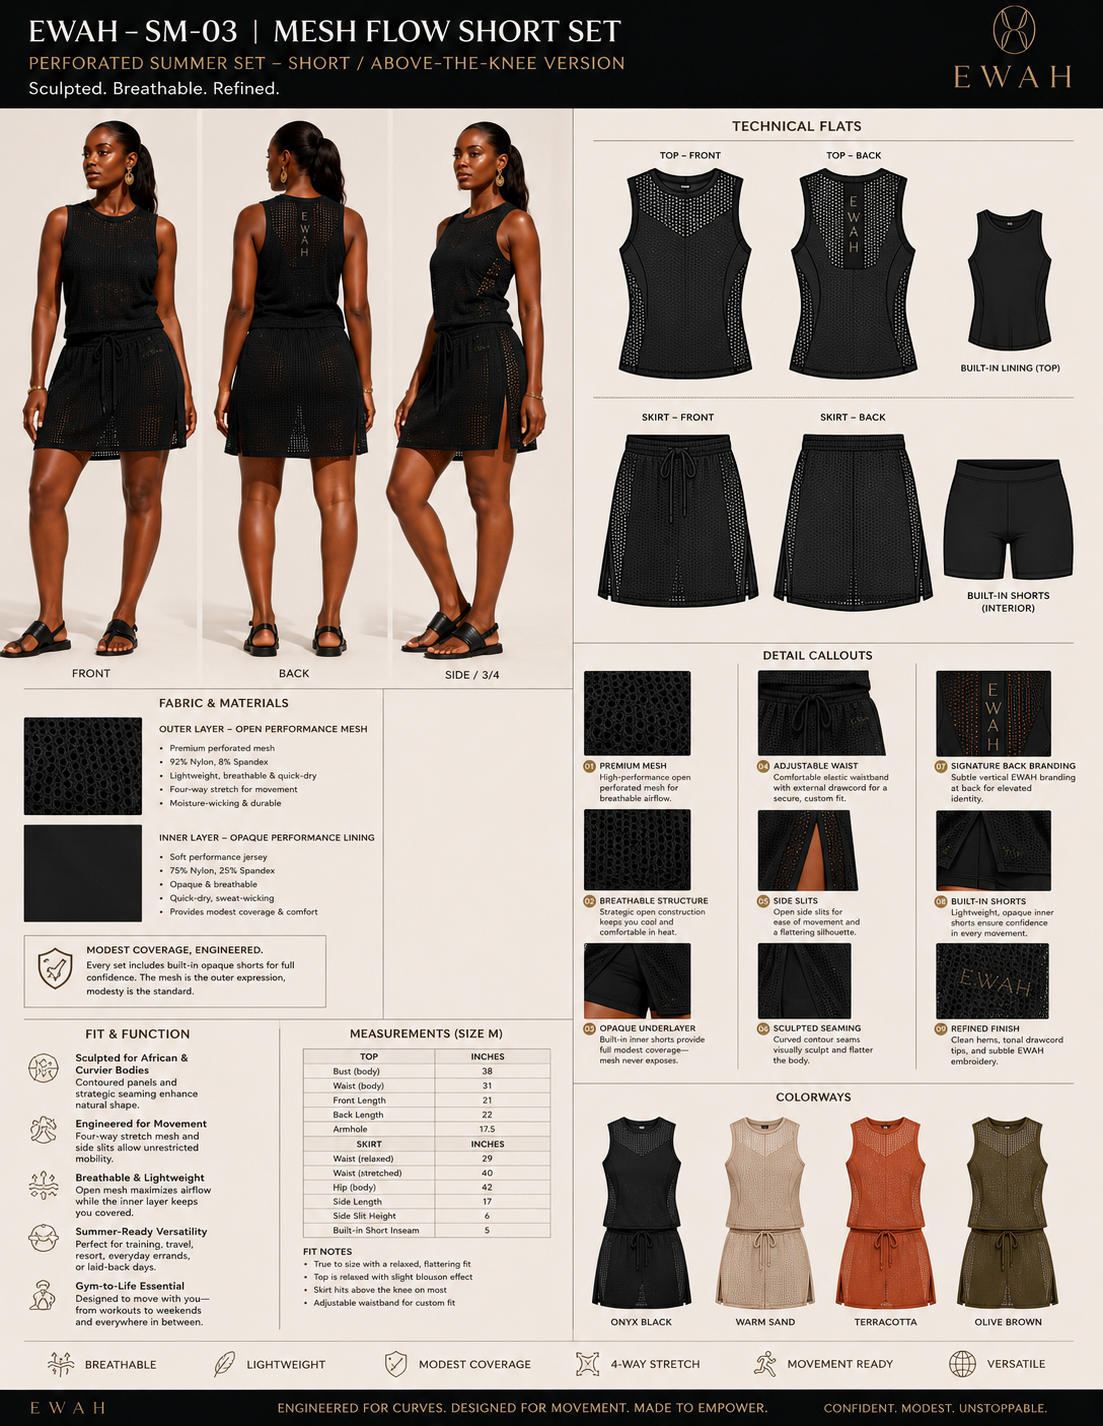 EWAH – SM-03 | MESH FLOW SHORT SET
PERFORATED SUMMER SET – SHORT / ABOVE-THE-KNEE VERSION
Sculpted. Breathable. Refined.
EWAH
E
W
A
H
FRONT
BACK
SIDE / 3/4
TECHNICAL FLATS
TOP – FRONT
TOP – BACK
E
W
A
H
BUILT-IN LINING (TOP)
SKIRT – FRONT
SKIRT – BACK
BUILT-IN SHORTS
(INTERIOR)
FABRIC & MATERIALS
OUTER LAYER – OPEN PERFORMANCE MESH
• Premium perforated mesh
• 92% Nylon, 8% Spandex
• Lightweight, breathable & quick-dry
• Four-way stretch for movement
• Moisture-wicking & durable
INNER LAYER – OPAQUE PERFORMANCE LINING
• Soft performance jersey
• 75% Nylon, 25% Spandex
• Opaque & breathable
• Quick-dry, sweat-wicking
• Provides modest coverage & comfort
MODEST COVERAGE, ENGINEERED.
Every set includes built-in opaque shorts for full
confidence. The mesh is the outer expression,
modesty is the standard.
DETAIL CALLOUTS
01 PREMIUM MESH
High-performance open
perforated mesh for
breathable airflow.
04 ADJUSTABLE WAIST
Comfortable elastic waistband
with external drawcord for a
secure, custom fit.
E
W
A
H
07 SIGNATURE BACK BRANDING
Subtle vertical EWAH branding
at back for elevated
identity.
02 BREATHABLE STRUCTURE
Strategic open construction
keeps you cool and
comfortable in heat.
05 SIDE SLITS
Open side slits for
ease of movement and
a flattering silhouette.
08 BUILT-IN SHORTS
Lightweight, opaque inner
shorts ensure confidence
in every movement.
03 OPAQUE UNDERLAYER
Built-in inner shorts provide
full modest coverage—
mesh never exposes.
06 SCULPTED SEAMING
Curved contour seams
visually sculpt and flatter
the body.
EWAH
09 REFINED FINISH
Clean hems, tonal drawcord
tips, and subble EWAH
embroidery.
FIT & FUNCTION
Sculpted for African &
Curvier Bodies
Contoured panels and
strategic seaming enhance
natural shape.
Engineered for Movement
Four-way stretch mesh and
side slits allow unrestricted
mobility.
Breathable & Lightweight
Open mesh maximizes airflow
while the inner layer keeps
you covered.
Summer-Ready Versatility
Perfect for training, travel,
resort, everyday errands,
or laid-back days.
Gym-to-Life Essential
Designed to move with you—
from workouts to weekends
and everywhere in between.
MEASUREMENTS (SIZE M)
TOP INCHES
Bust (body) 38
Waist (body) 31
Front Length 21
Back Length 22
Armhole 17.5
SKIRT INCHES
Waist (relaxed) 29
Waist (stretched) 40
Hip (body) 42
Side Length 17
Side Slit Height 6
Built-in Short Inseam 5
FIT NOTES
• True to size with a relaxed, flattering fit
• Top is relaxed with slight blouson effect
• Skirt hits above the knee on most
• Adjustable waistband for custom fit
COLORWAYS
ONYX BLACK
WARM SAND
TERRACOTTA
OLIVE BROWN
BREATHABLE
LIGHTWEIGHT
MODEST COVERAGE
4-WAY STRETCH
MOVEMENT READY
VERSATILE
EWAH
ENGINEERED FOR CURVES. DESIGNED FOR MOVEMENT. MADE TO EMPOWER.
CONFIDENT. MODEST. UNSTOPPABLE.